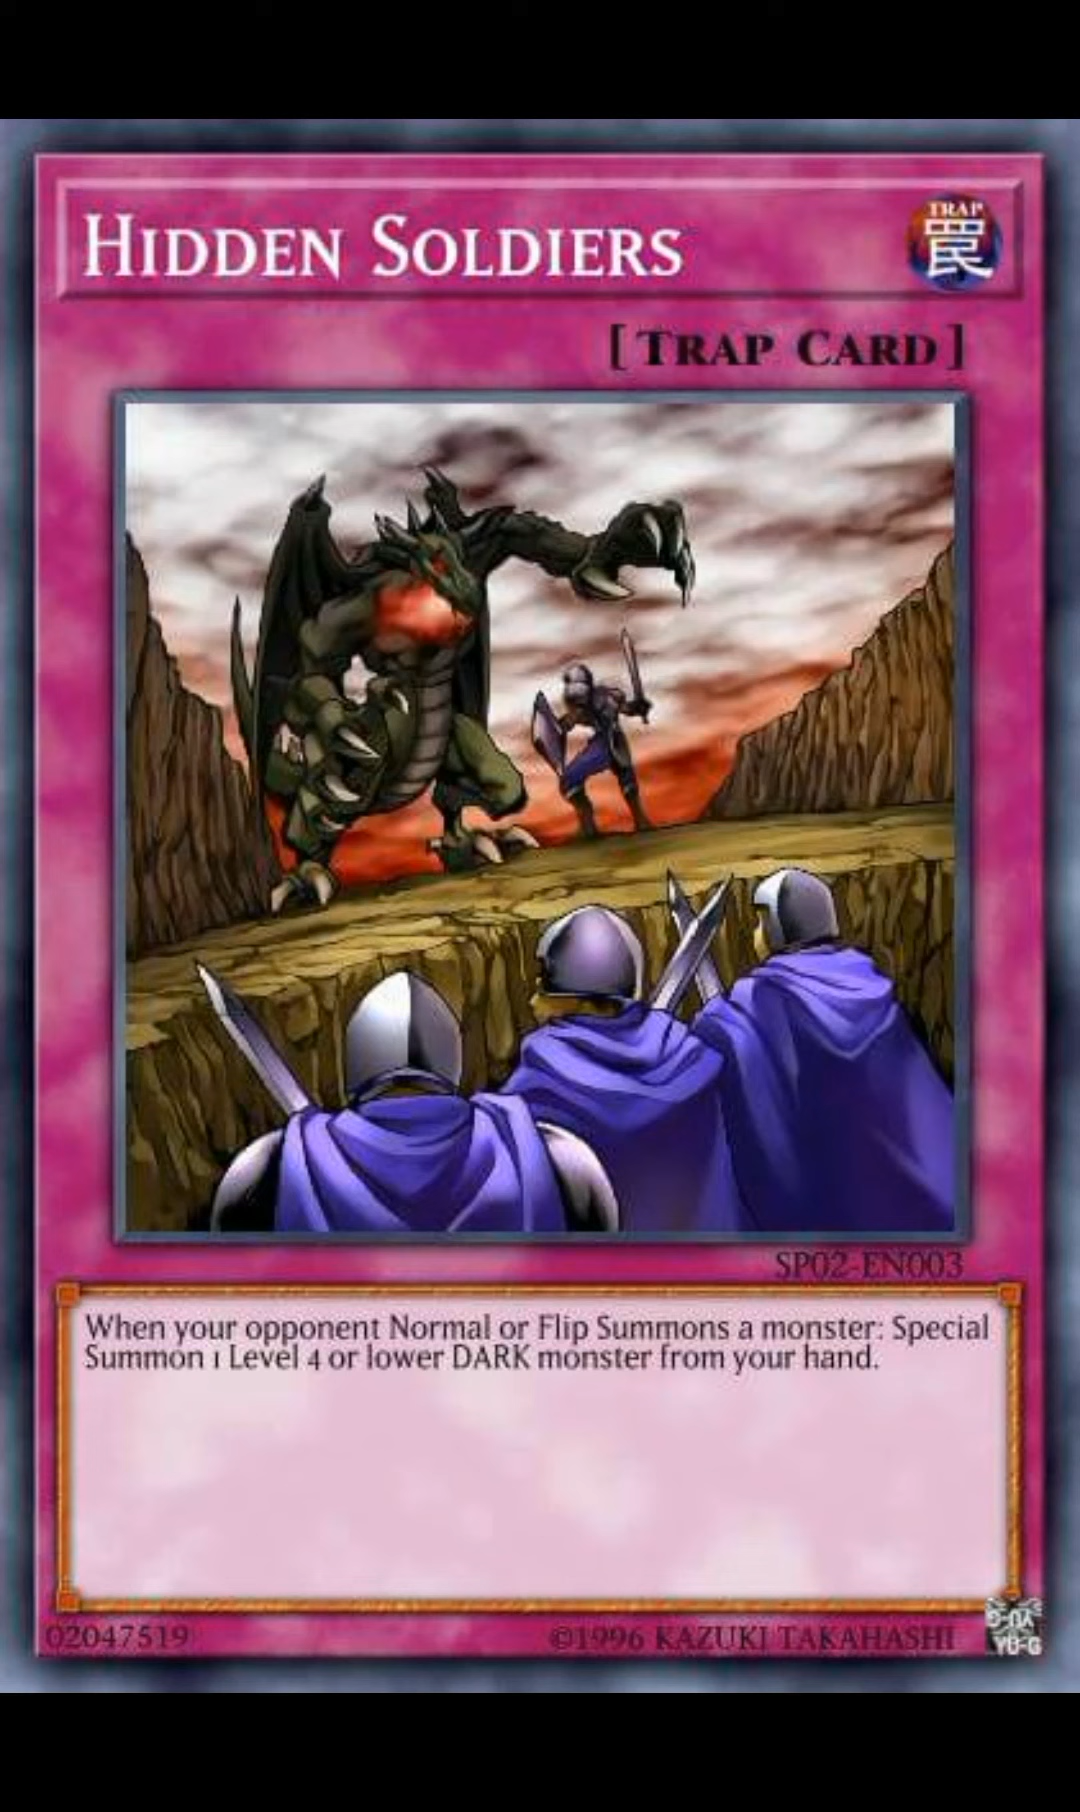 HIDDEN SOLDIERS
TRAP
罠
[TRAP CARD]
SP02-EN003
When your opponent Normal or Flip Summons a monster: Special
Summon 1 Level 4 or lower DARK monster from your hand.
02047519
©1996 KAZUKI TAKAHASHI
YU-G